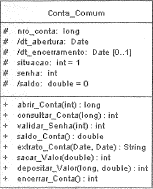 Conta_Comum
# nro_conta: long
# /dt_abertura: Date
# /dt_encerramento: Date [0..1]
# situacao: int = 1
# senha: int
# /saldo: double = 0
+ abrir_Conta(int) : long
+ consultar_Conta(long) : int
+ validar_Senha(int) : int
+ saldo_Conta() : double
+ extrato_Conta(Date, Date) : String
+ sacar_Valor(double) : int
+ depositar_Valor(long, double) : int
+ encerrar_Conta() : int